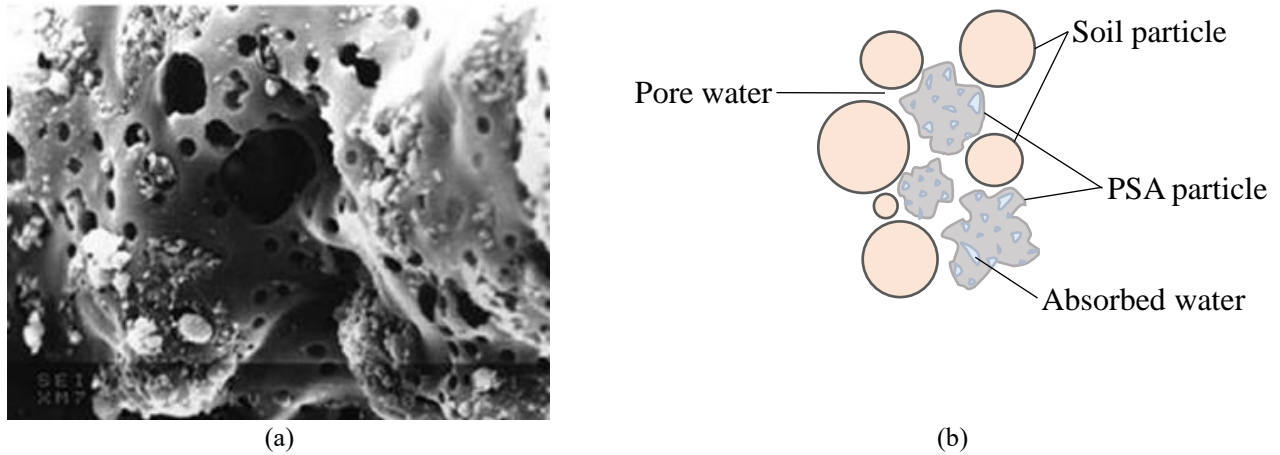 Soil particle
Pore water
PSA particle
Absorbed water
(a)
(b)